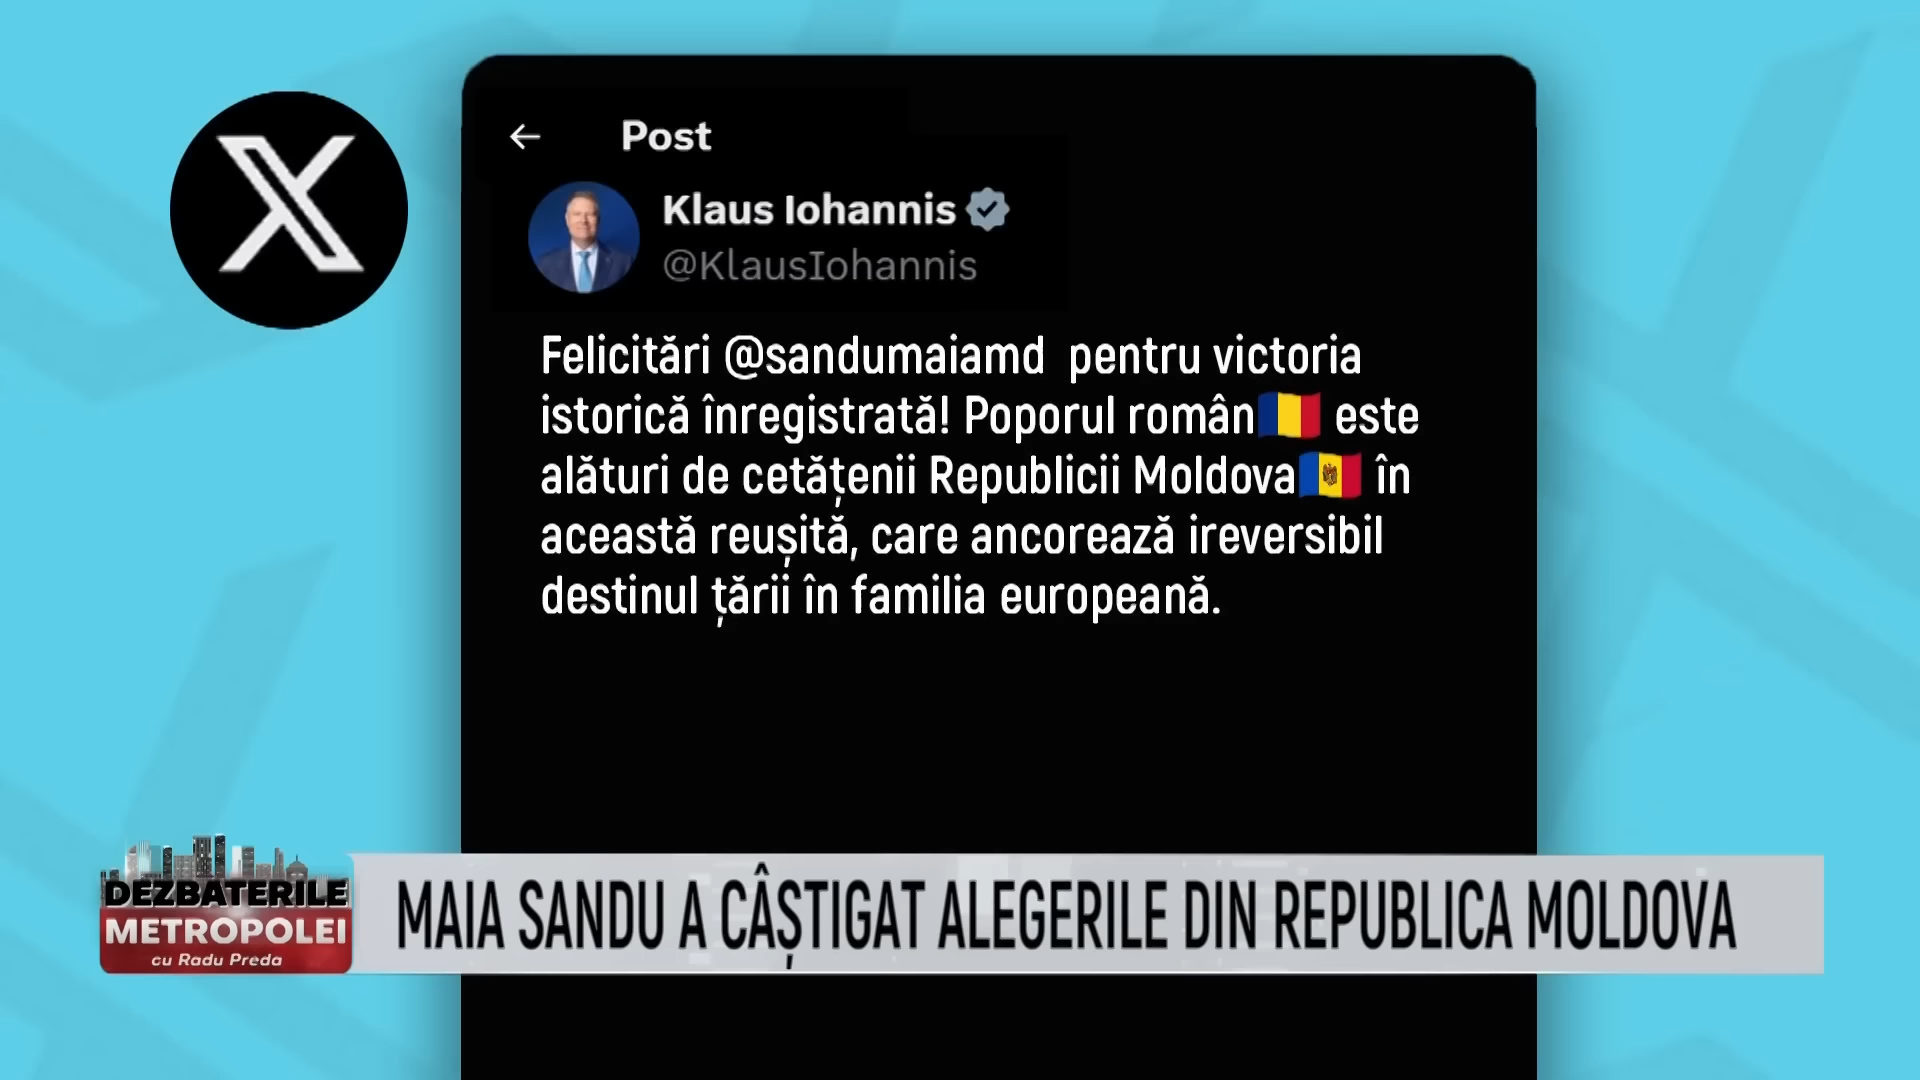 Post
Klaus Iohannis
@KlausIohannis
Felicitări @sandumaiamd pentru victoria
istorică înregistrată! Poporul român🇷🇴 este
alături de cetățenii Republicii Moldova🇲🇩 în
această reușită, care ancorează ireversibil
destinul țării în familia europeană.
DEZBATERILE
METROPOLEI
cu Radu Preda
MAIA SANDU A CÂȘTIGAT ALEGERILE DIN REPUBLICA MOLDOVA